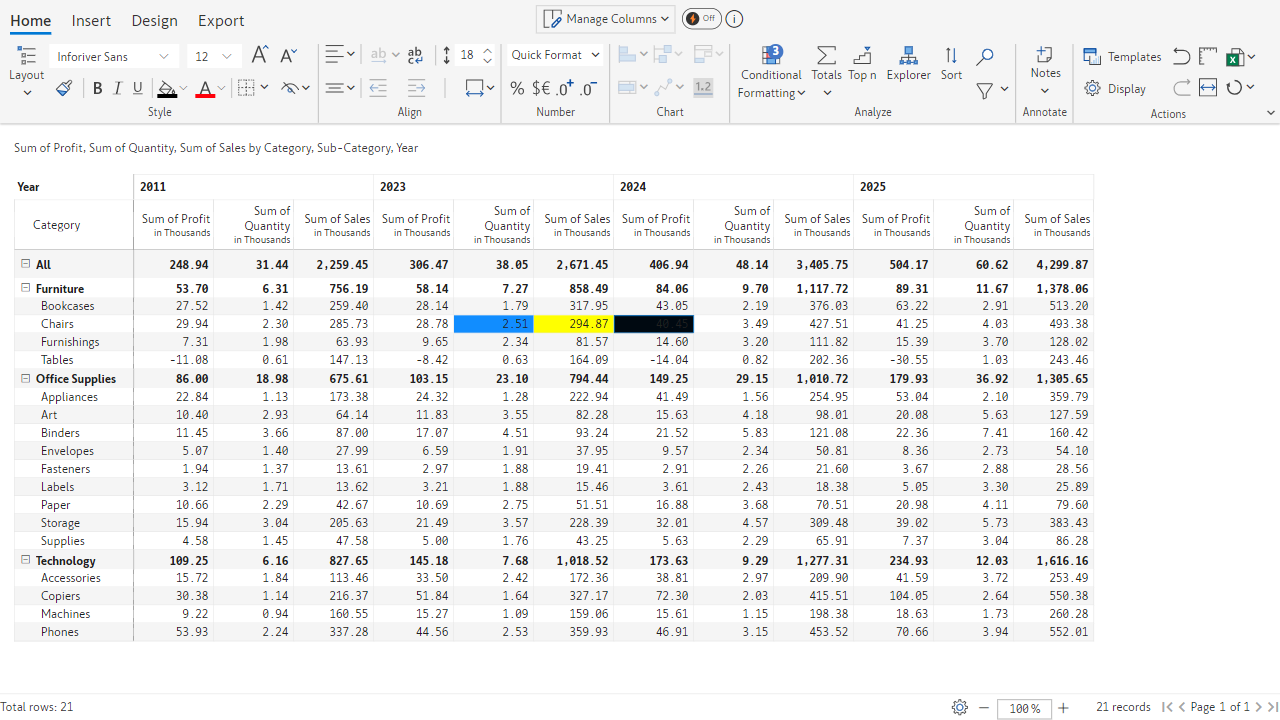 Home Insert Design Export
Manage Columns Off i
Layout Inforiver Sans 12 A A ab ab 18 Quick Format 3 Conditional Formatting Totals Top n Explorer Sort Notes Templates
B I U A % $€ .0+ .0- 1.2 Display
Style Align Number Chart Analyze Annotate Actions
Sum of Profit, Sum of Quantity, Sum of Sales by Category, Sub-Category, Year
Year 2011 2023 2024 2025
Category Sum of Profit in Thousands Sum of Quantity in Thousands Sum of Sales in Thousands Sum of Profit in Thousands Sum of Quantity in Thousands Sum of Sales in Thousands Sum of Profit in Thousands Sum of Quantity in Thousands Sum of Sales in Thousands Sum of Profit in Thousands Sum of Quantity in Thousands Sum of Sales in Thousands
All 248.94 31.44 2,259.45 306.47 38.05 2,671.45 406.94 48.14 3,405.75 504.17 60.62 4,299.87
Furniture 53.70 6.31 756.19 58.14 7.27 858.49 84.06 9.70 1,117.72 89.31 11.67 1,378.06
Bookcases 27.52 1.42 259.40 28.14 1.79 317.95 43.05 2.19 376.03 63.22 2.91 513.20
Chairs 29.94 2.30 285.73 28.78 2.51 294.87 40.45 3.49 427.51 41.25 4.03 493.38
Furnishings 7.31 1.98 63.93 9.65 2.34 81.57 14.60 3.20 111.82 15.39 3.70 128.02
Tables -11.08 0.61 147.13 -8.42 0.63 164.09 -14.04 0.82 202.36 -30.55 1.03 243.46
Office Supplies 86.00 18.98 675.61 103.15 23.10 794.44 149.25 29.15 1,010.72 179.93 36.92 1,305.65
Appliances 22.84 1.13 173.38 24.32 1.28 222.94 41.49 1.56 254.95 53.04 2.10 359.79
Art 10.40 2.93 64.14 11.83 3.55 82.28 15.63 4.18 98.01 20.08 5.63 127.59
Binders 11.45 3.66 87.00 17.07 4.51 93.24 21.52 5.83 121.08 22.36 7.41 160.42
Envelopes 5.07 1.40 27.99 6.59 1.91 37.95 9.57 2.34 50.81 8.36 2.73 54.10
Fasteners 1.94 1.37 13.61 2.97 1.88 19.41 2.91 2.26 21.60 3.67 2.88 28.56
Labels 3.12 1.71 13.62 3.21 1.88 15.46 3.61 2.43 18.38 5.05 3.30 25.89
Paper 10.66 2.29 42.67 10.69 2.75 51.51 16.88 3.68 70.51 20.98 4.11 79.60
Storage 15.94 3.04 205.63 21.49 3.57 228.39 32.01 4.57 309.48 39.02 5.73 383.43
Supplies 4.58 1.45 47.58 5.00 1.76 43.25 5.63 2.29 65.91 7.37 3.04 86.28
Technology 109.25 6.16 827.65 145.18 7.68 1,018.52 173.63 9.29 1,277.31 234.93 12.03 1,616.16
Accessories 15.72 1.84 113.46 33.50 2.42 172.36 38.81 2.97 209.90 41.59 3.72 253.49
Copiers 30.38 1.14 216.37 51.84 1.64 327.17 72.30 2.03 415.51 104.05 2.64 550.38
Machines 9.22 0.94 160.55 15.27 1.09 159.06 15.61 1.15 198.38 18.63 1.73 260.28
Phones 53.93 2.24 337.28 44.56 2.53 359.93 46.91 3.15 453.52 70.66 3.94 552.01
Total rows: 21 100 % 21 records Page 1 of 1